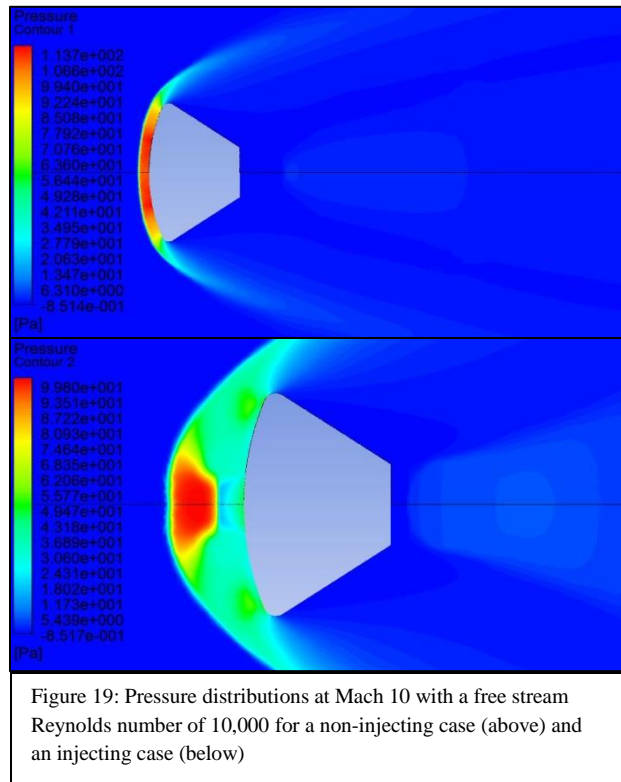 Pressure
Contour 1
1.137e+002
1.066e+002
9.940e+001
9.224e+001
8.508e+001
7.792e+001
7.076e+001
6.360e+001
5.644e+001
4.928e+001
4.211e+001
3.495e+001
2.779e+001
2.063e+001
1.347e+001
6.310e+000
-8.514e-001
[Pa]
Pressure
Contour 2
9.980e+001
9.351e+001
8.722e+001
8.093e+001
7.464e+001
6.835e+001
6.206e+001
5.577e+001
4.947e+001
4.318e+001
3.689e+001
3.060e+001
2.431e+001
1.802e+001
1.173e+001
5.439e+000
-8.517e-001
[Pa]
Figure 19: Pressure distributions at Mach 10 with a free stream
Reynolds number of 10,000 for a non-injecting case (above) and
an injecting case (below)